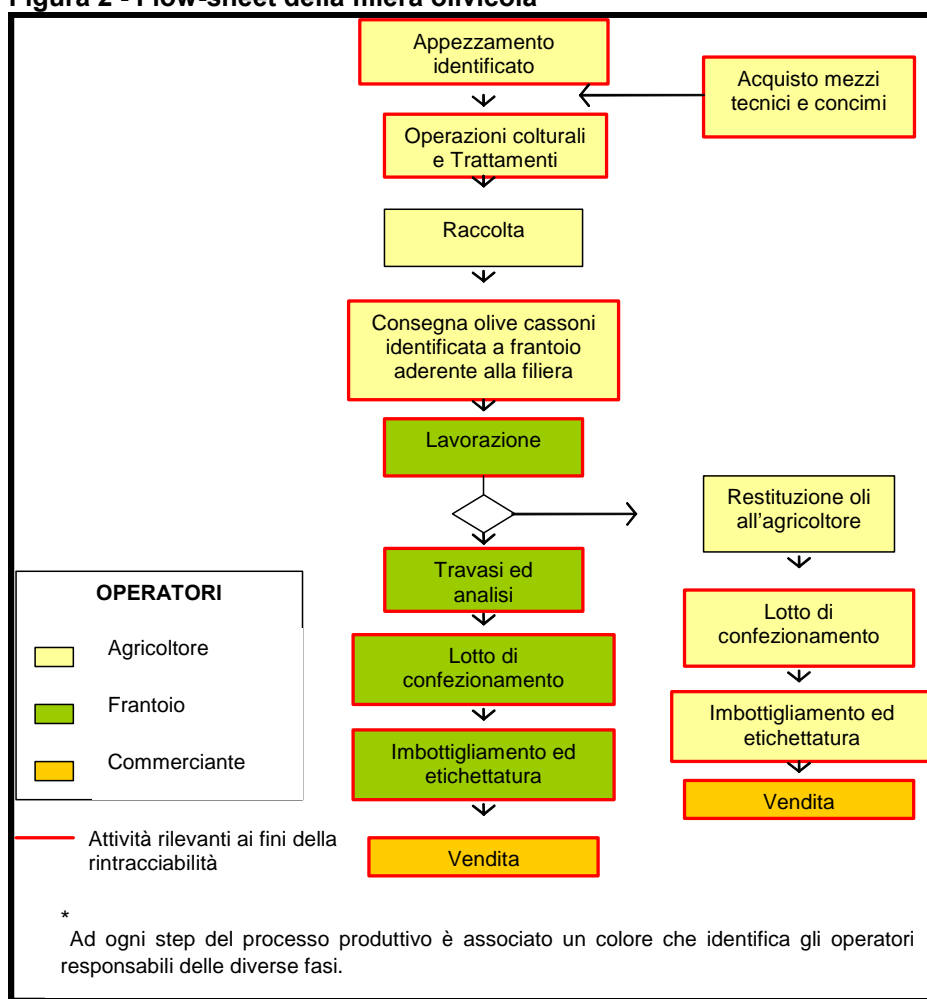 Figura 2 - Flow-sheet della filiera olivicola
Appezzamento
identificato
Acquisto mezzi
tecnici e concimi
Operazioni colturali
e Trattamenti
Raccolta
Consegna olive cassoni
identificata a frantoio
aderente alla filiera
Lavorazione
Restituzione oli
all'agricoltore
Travasi ed
analisi
Lotto di
confezionamento
Lotto di
confezionamento
Imbottigliamento ed
etichettatura
Imbottigliamento ed
etichettatura
Vendita
Vendita
OPERATORI
Agricoltore
Frantoio
Commerciante
Attività rilevanti ai fini della
rintracciabilità
*
Ad ogni step del processo produttivo è associato un colore che identifica gli operatori
responsabili delle diverse fasi.